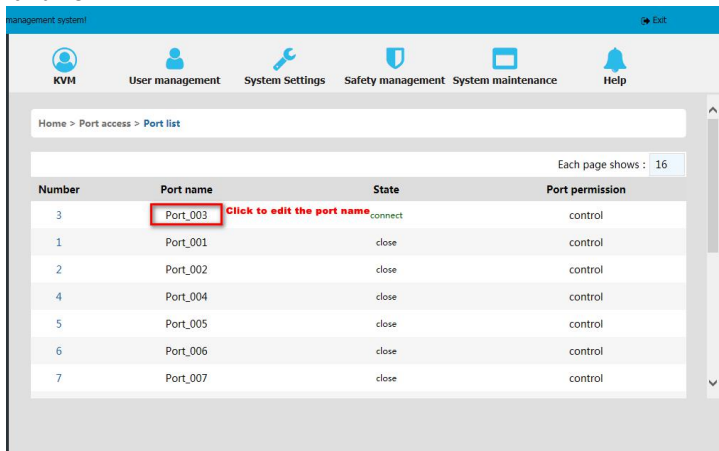 management system!
Exit
KVM User management System Settings Safety management System maintenance Help
Home > Port access > Port list
Each page shows : 16
Number Port name State Port permission
3 Port_003 Click to edit the port name connect control
1 Port_001 close control
2 Port_002 close control
4 Port_004 close control
5 Port_005 close control
6 Port_006 close control
7 Port_007 close control